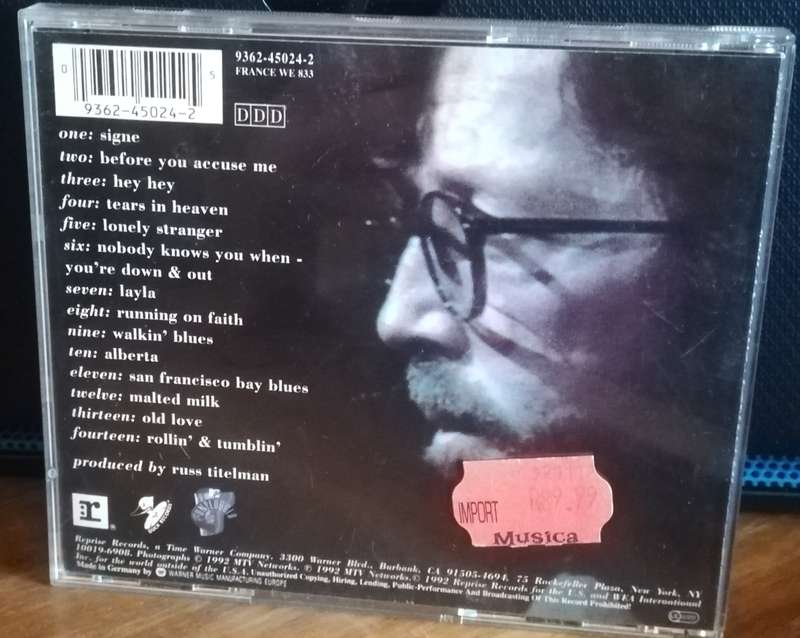 0 5
9362-45024-2
9362-45024-2
FRANCE WE 833
DDD
one: signe
two: before you accuse me
three: hey hey
four: tears in heaven
five: lonely stranger
six: nobody knows you when -
you're down & out
seven: layla
eight: running on faith
nine: walkin' blues
ten: alberta
eleven: san francisco bay blues
twelve: malted milk
thirteen: old love
fourteen: rollin' & tumblin'
produced by russ titelman
r
IMPORT
Musica
Reprise Records, a Time Warner Company. 3300 Warner Blvd., Burbank, CA 91505-4694. 75 Rockefeller Plaza, New York, NY
10019-6908. Photographs © 1992 MTV Networks. ℗ 1992 MTV Networks. © 1992 Reprise Records for the U.S. and WEA International
Inc. for the world outside of the U.S.A. Unauthorized Copying, Hiring, Lending, Public-Performance And Broadcasting Of This Record Prohibited!
Made in Germany by WARNER MUSIC MANUFACTURING EUROPE